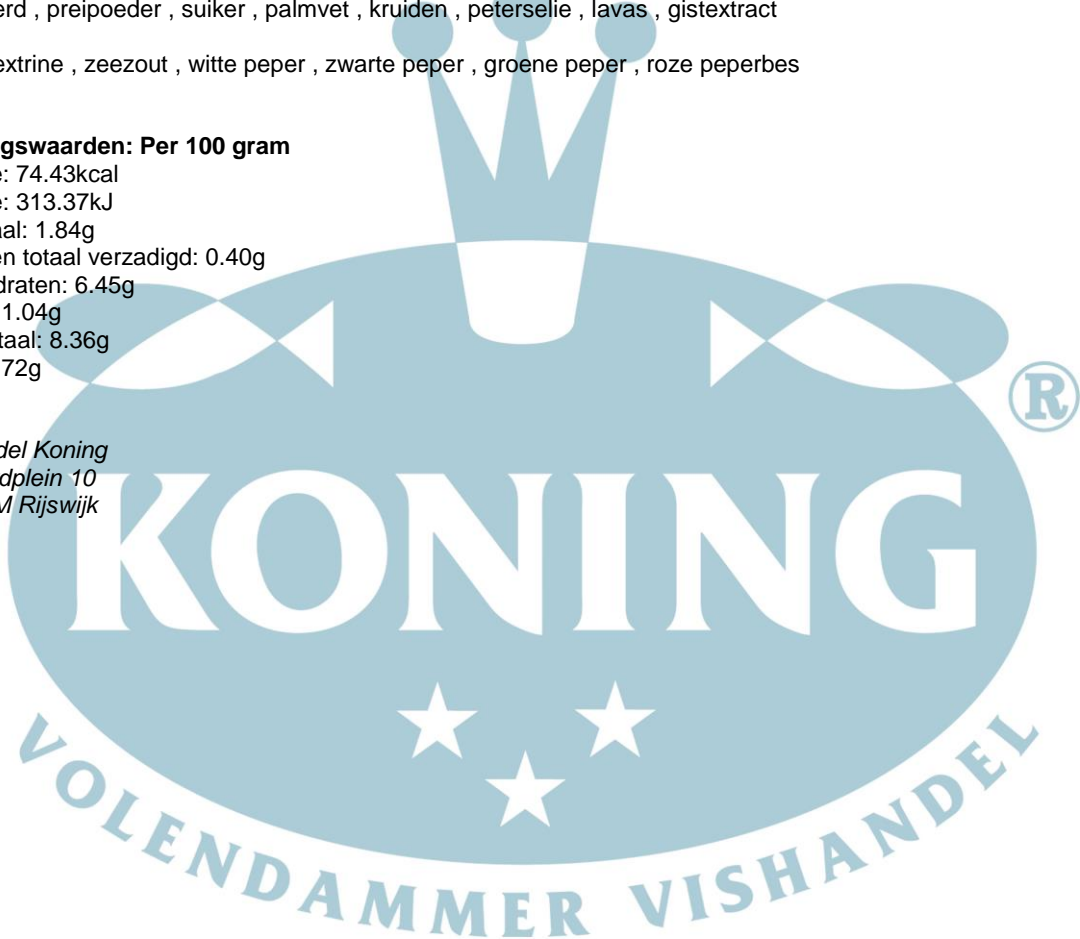 erd , preipoeder , suiker , palmvet , kruiden , peterselie , lavas , gistextract
extrine , zeezout , witte peper , zwarte peper , groene peper , roze peperbes
gswaarden: Per 100 gram
e: 74.43kcal
e: 313.37kJ
aal: 1.84g
en totaal verzadigd: 0.40g
draten: 6.45g
1.04g
taal: 8.36g
72g
del Koning
dplein 10
M Rijswijk
®
KONING
VOLENDAMMER VISHANDEL